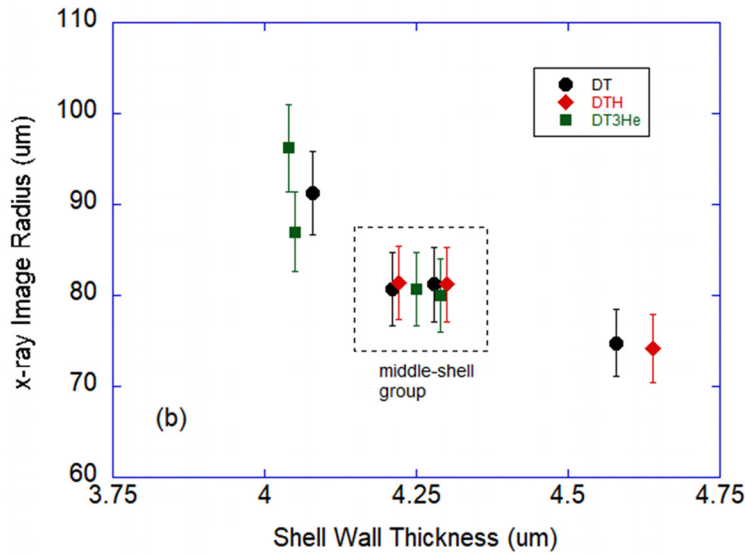 110
100
90
80
70
60
x-ray Image Radius (um)
DT
DTH
DT3He
middle-shell
group
(b)
3.75
4
4.25
4.5
4.75
Shell Wall Thickness (um)